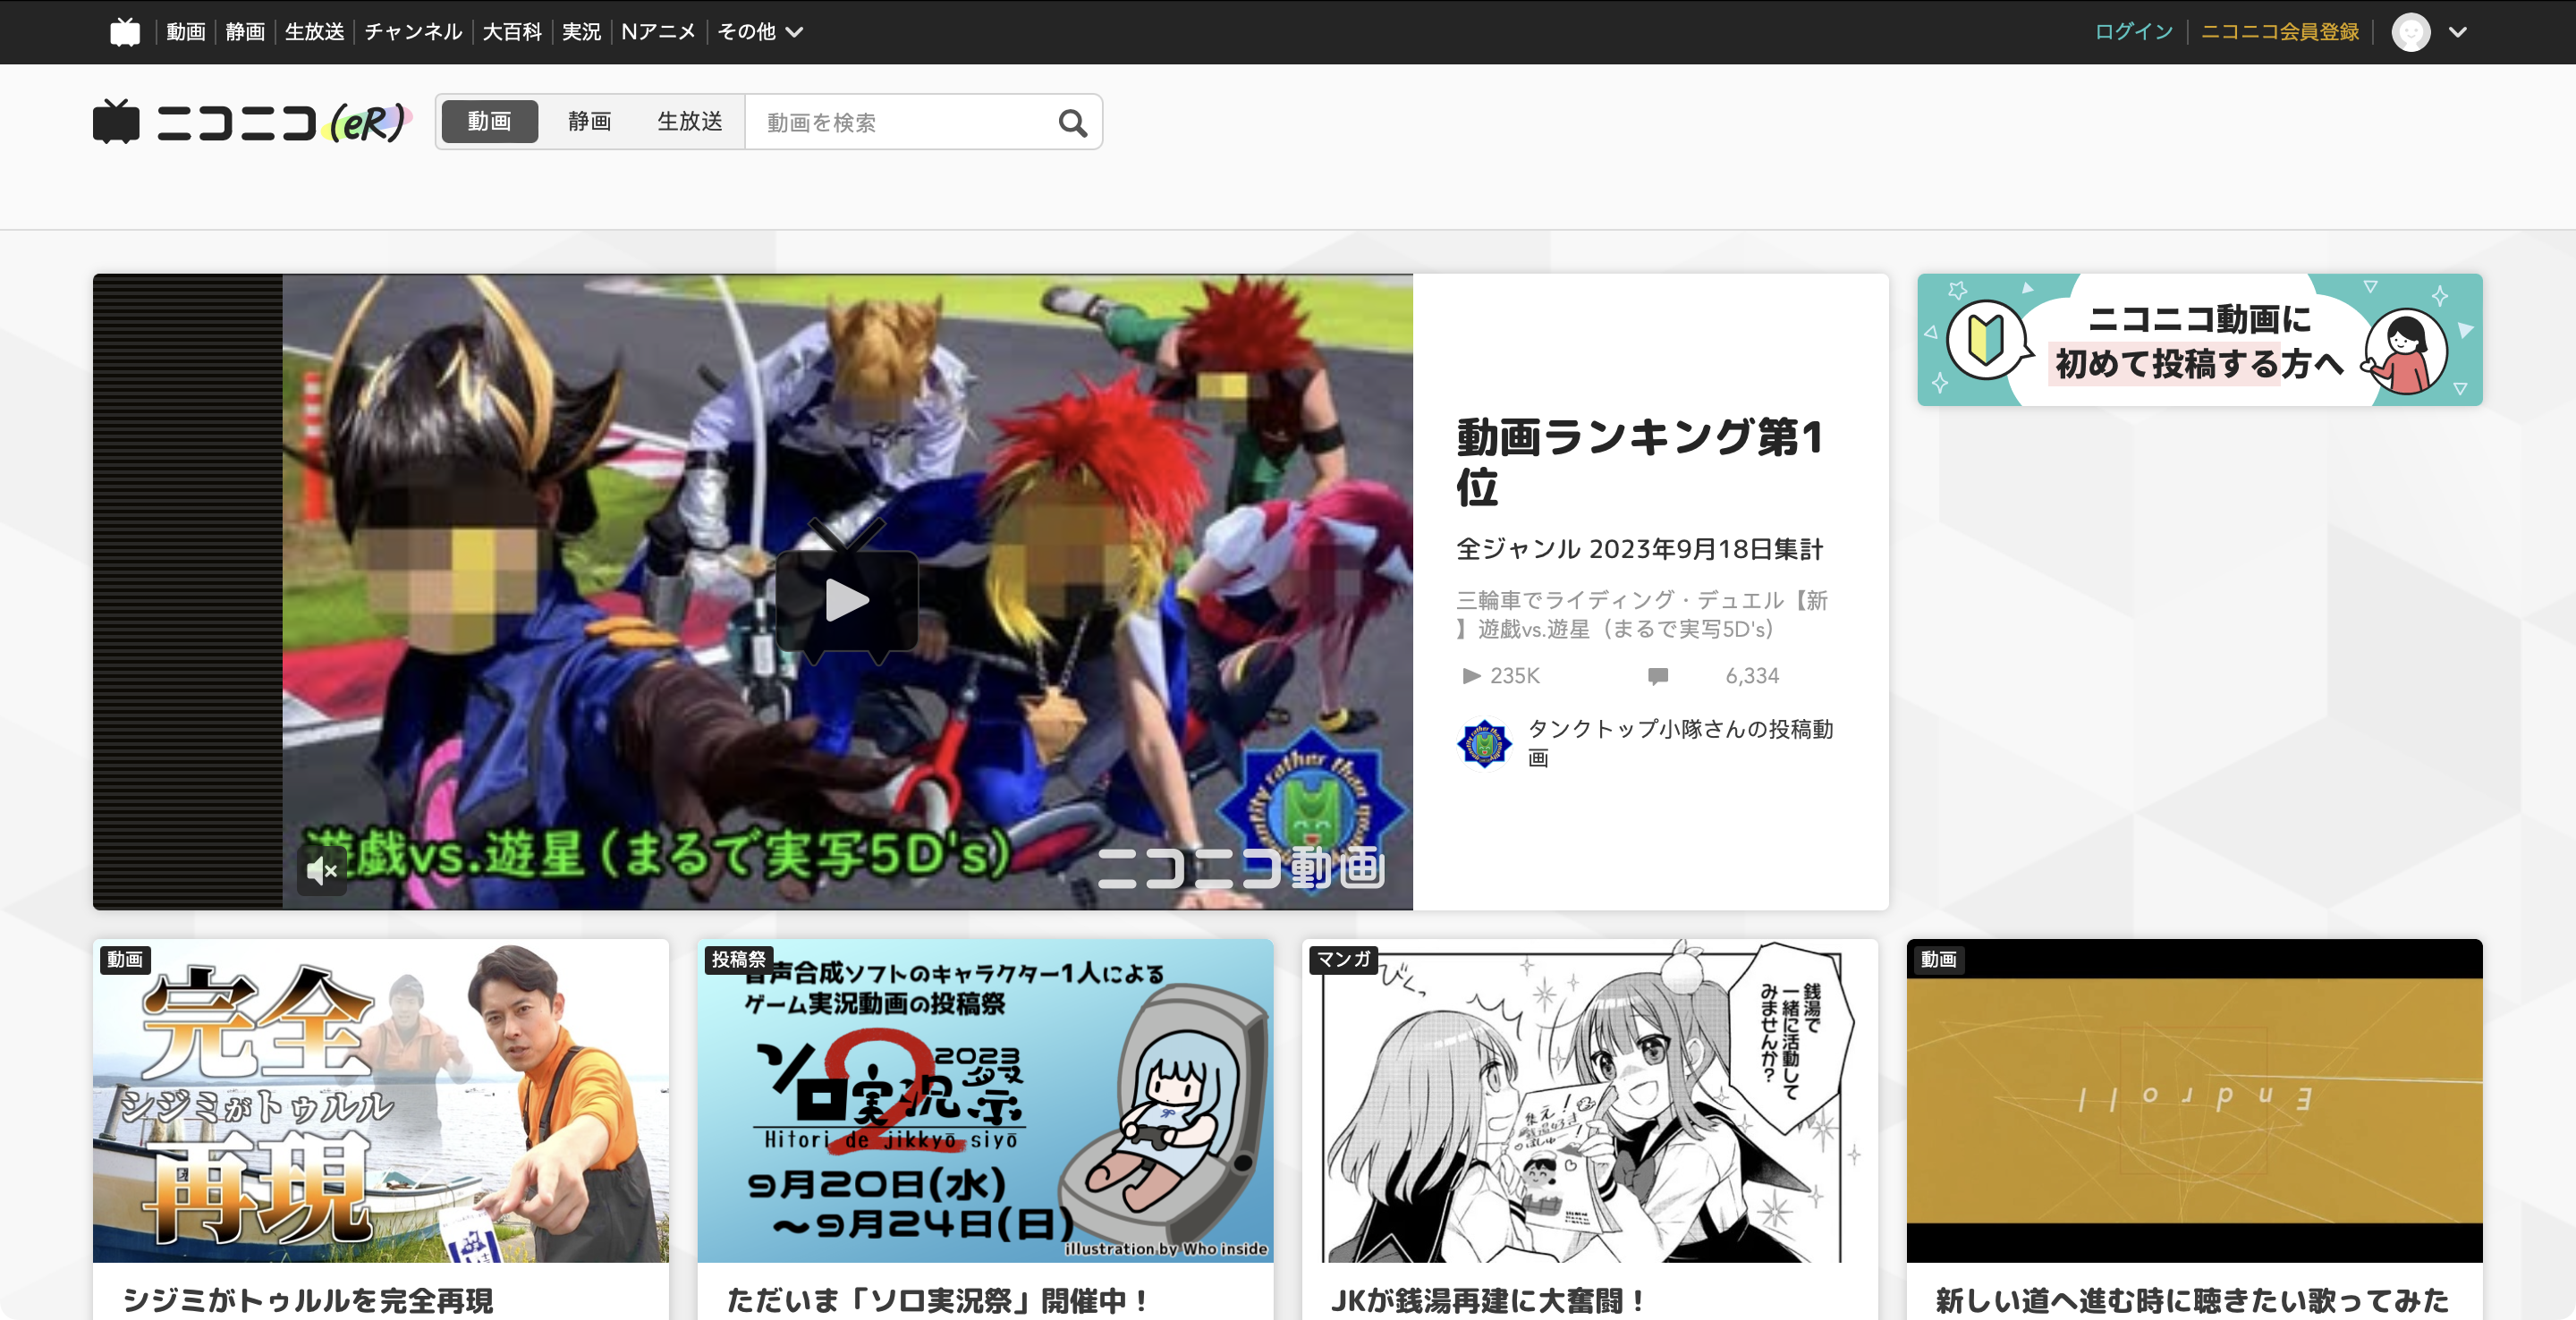 動画
静画
生放送
チャンネル
大百科
実況
Nアニメ
その他
ログイン
ニコニコ会員登録
ニコニコ(eR)
動画
静画
生放送
動画を検索
遊戯vs.遊星（まるで実写5D's）
ニコニコ動画
動画ランキング第1
位
全ジャンル 2023年9月18日集計
三輪車でライディング・デュエル【新
】遊戯vs.遊星（まるで実写5D's）
235K
6,334
タンクトップ小隊さんの投稿動
画
ニコニコ動画に
初めて投稿する方へ
動画
完全
シジミがトゥルル
再現
シジミがトゥルルを完全再現
投稿祭
音声合成ソフトのキャラクター1人による
ゲーム実況動画の投稿祭
ソロ実況祭
2
2023
Hitori de jikkyō siyō
9月20日(水)
～9月24日(日)
illustration by Who inside
ただいま「ソロ実況祭」開催中！
マンガ
びくっ
銭湯で
一緒に活動して
みませんか？
JKが銭湯再建に大奮闘！
動画
Endroll
新しい道へ進む時に聴きたい歌ってみた